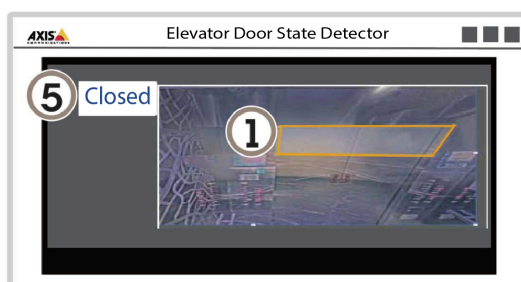 AXIS
COMMUNICATIONS
Elevator Door State Detector
5
Closed
1